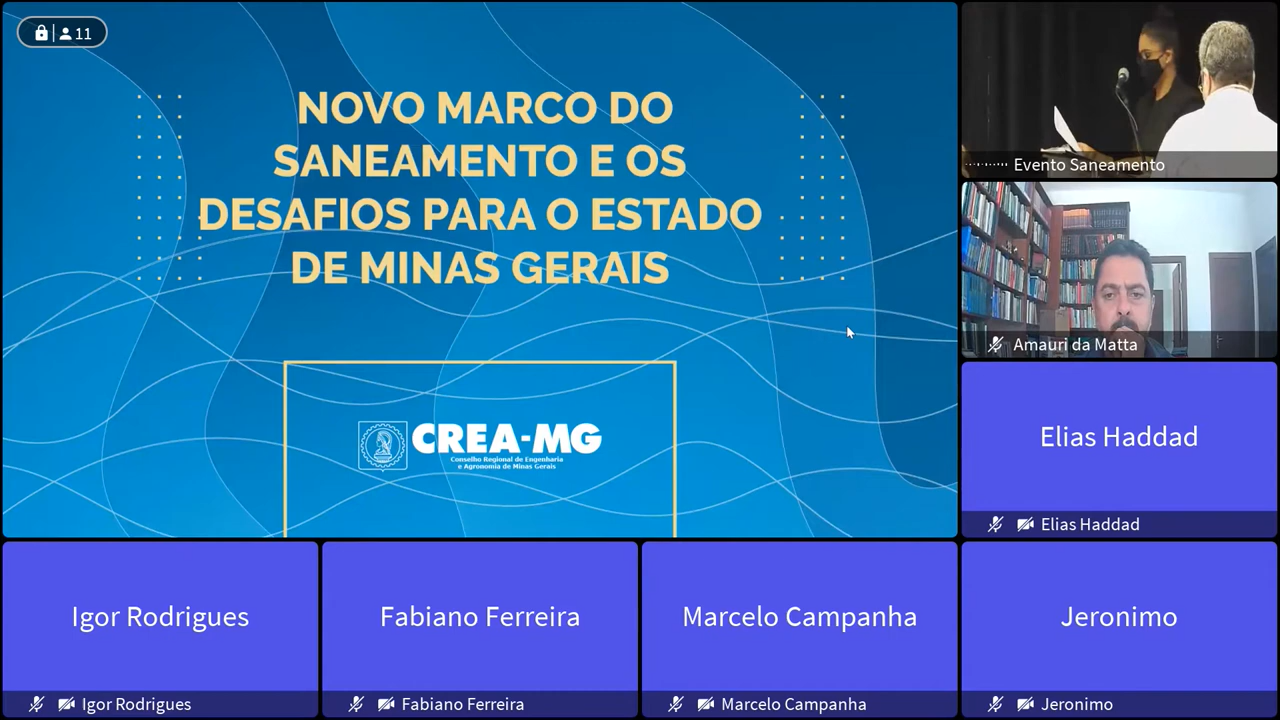 11
NOVO MARCO DO
SANEAMENTO E OS
DESAFIOS PARA O ESTADO
DE MINAS GERAIS
CREA-MG
Conselho Regional de Engenharia
e Agronomia de Minas Gerais
Evento Saneamento
Amauri da Matta
Elias Haddad
Elias Haddad
Igor Rodrigues
Igor Rodrigues
Fabiano Ferreira
Fabiano Ferreira
Marcelo Campanha
Marcelo Campanha
Jeronimo
Jeronimo